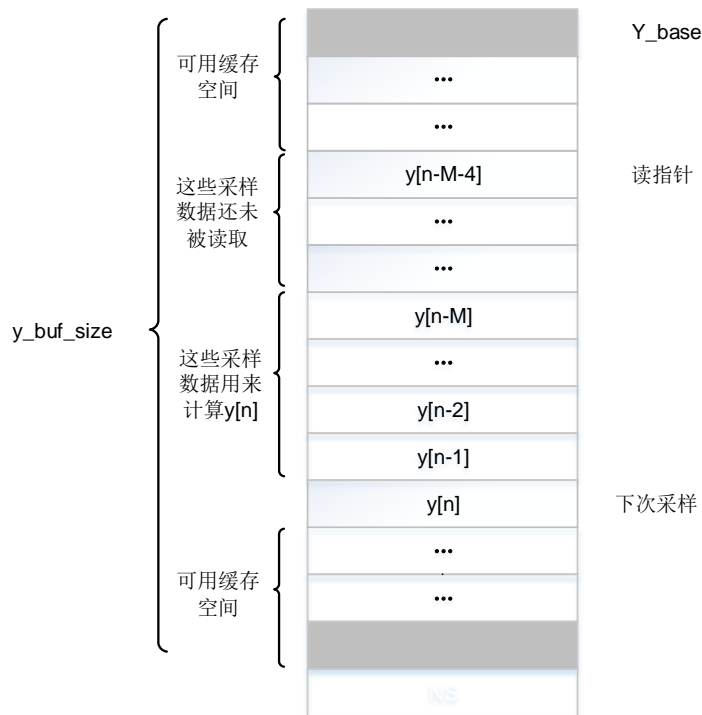 Y_base
可用缓存
空间
...
...
y[n-M-4]
读指针
这些采样
数据还未
被读取
...
...
y[n-M]
y_buf_size
这些采样
数据用来
计算y[n]
...
y[n-2]
y[n-1]
y[n]
下次采样
...
可用缓存
空间
...
NS